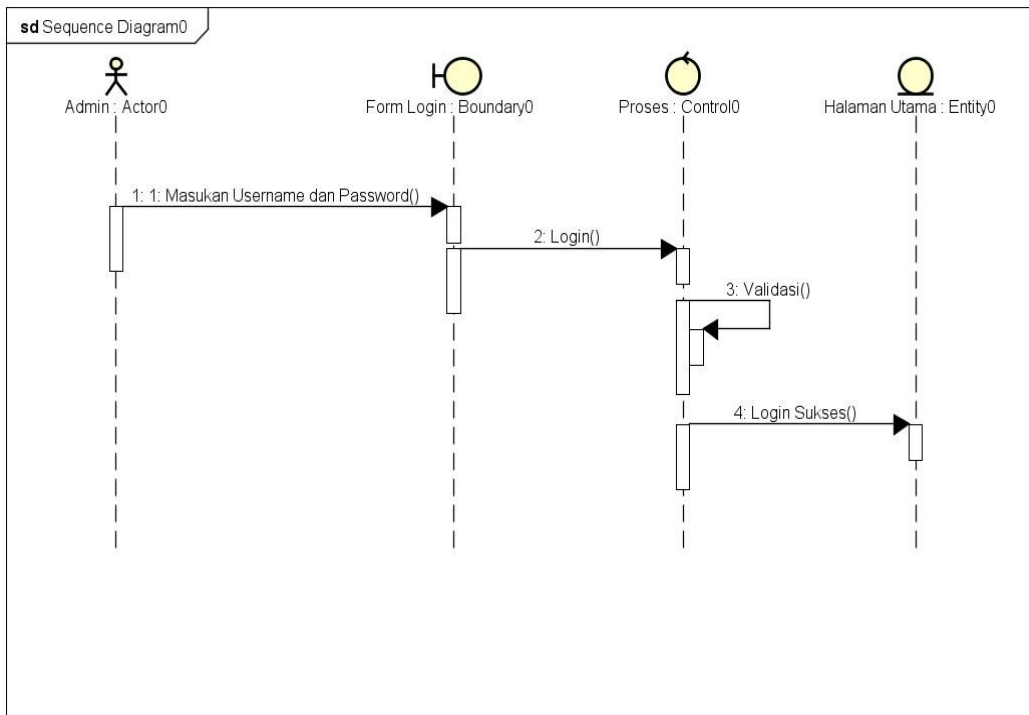 sd Sequence Diagram0
Admin : Actor0
Form Login : Boundary0
Proses : Control0
Halaman Utama : Entity0
1: 1: Masukan Username dan Password()
2: Login()
3: Validasi()
4: Login Sukses()